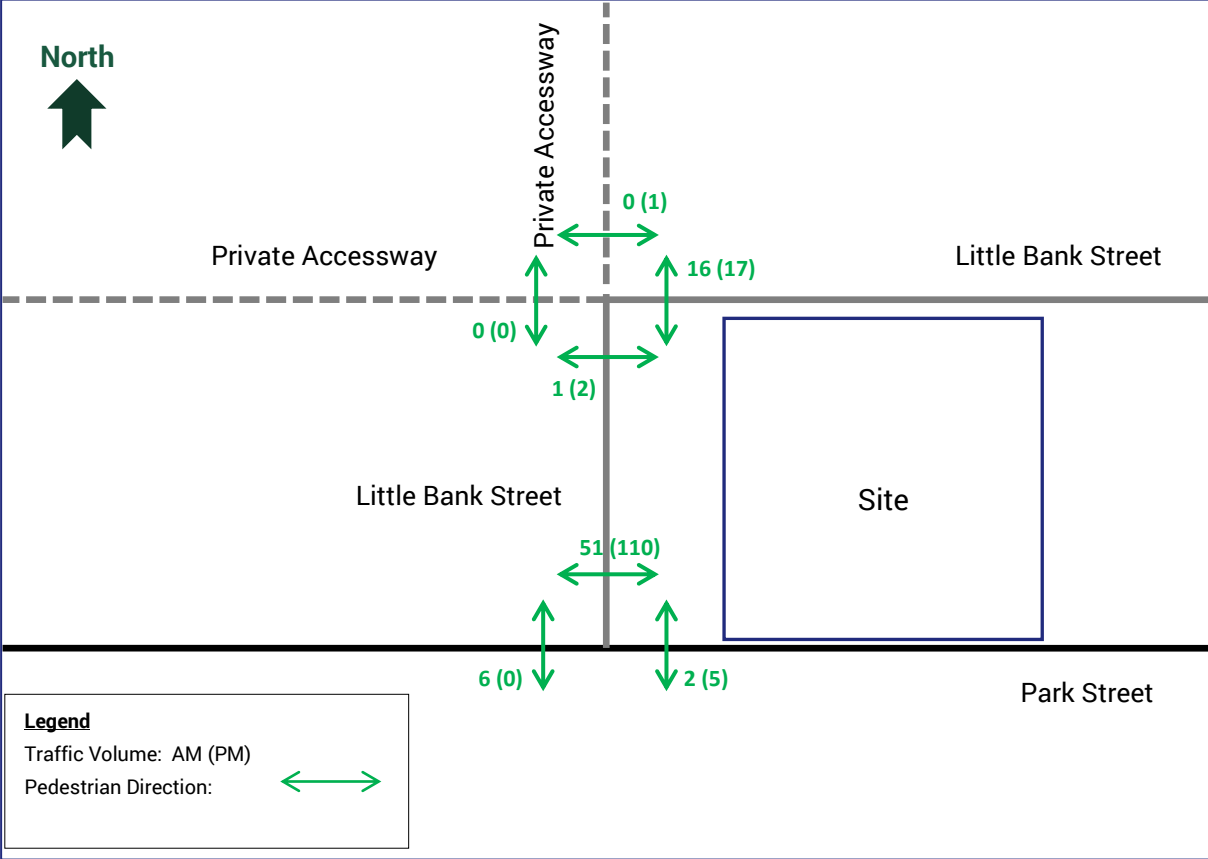 North
Private Accessway
0 (1)
Private Accessway
Little Bank Street
16 (17)
0 (0)
1 (2)
Little Bank Street
Site
51 (110)
6 (0)
2 (5)
Park Street
Legend
Traffic Volume: AM (PM)
Pedestrian Direction: